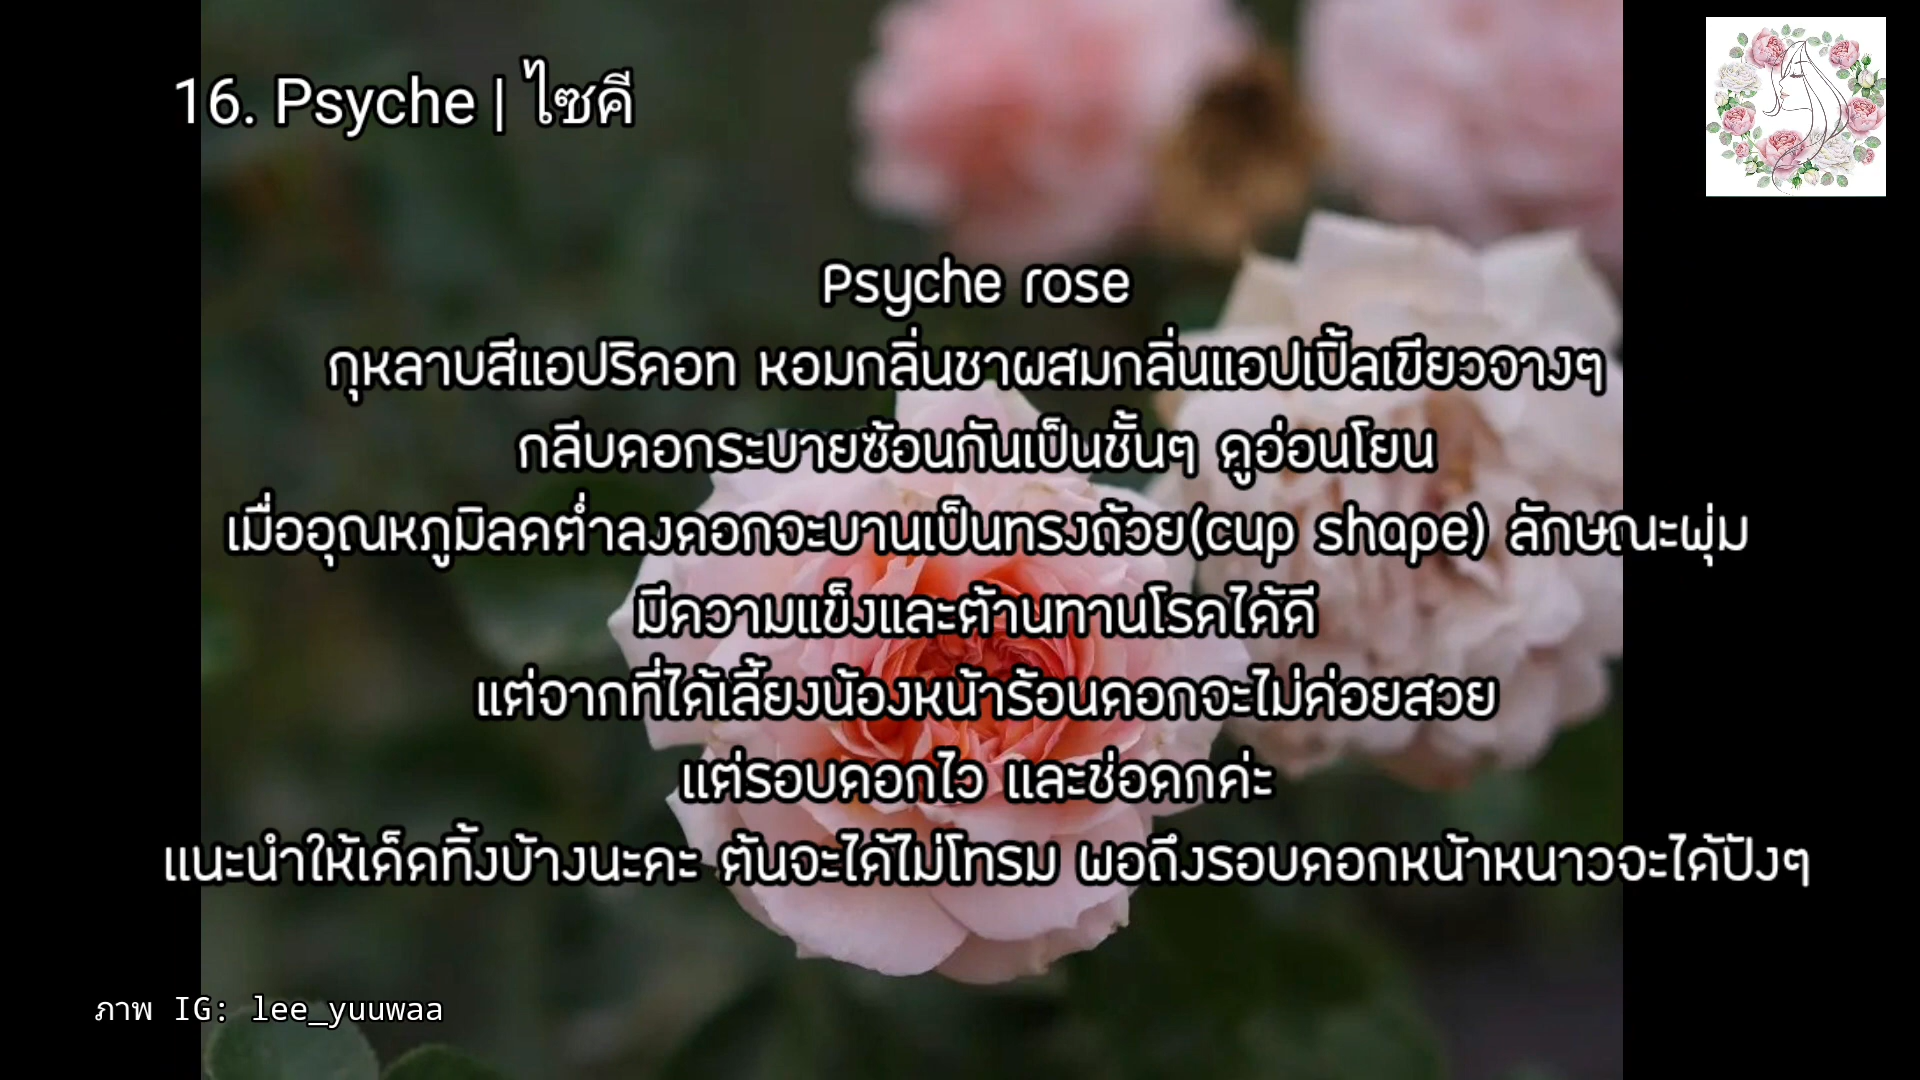 16. Psyche | ไซคี
Psyche rose
กุหลาบสีแอปริคอท หอมกลิ่นชาผสมกลิ่นแอปเปิ้ลเขียวจางๆ
กลีบดอกระบายซ้อนกันเป็นชั้นๆ ดูอ่อนโยน
เมื่ออุณหภูมิลดต่ำลงดอกจะบานเป็นทรงถ้วย(cup shape) ลักษณะพุ่ม
มีความแข็งและต้านทานโรคได้ดี
แต่จากที่ได้เลี้ยงน้องหน้าร้อนดอกจะไม่ค่อยสวย
แต่รอบดอกไว และช่อดกค่ะ
แนะนำให้เด็ดทิ้งบ้างนะคะ ต้นจะได้ไม่โทรม พอถึงรอบดอกหน้าหนาวจะได้ปังๆ
ภาพ IG: lee_yuuwaa